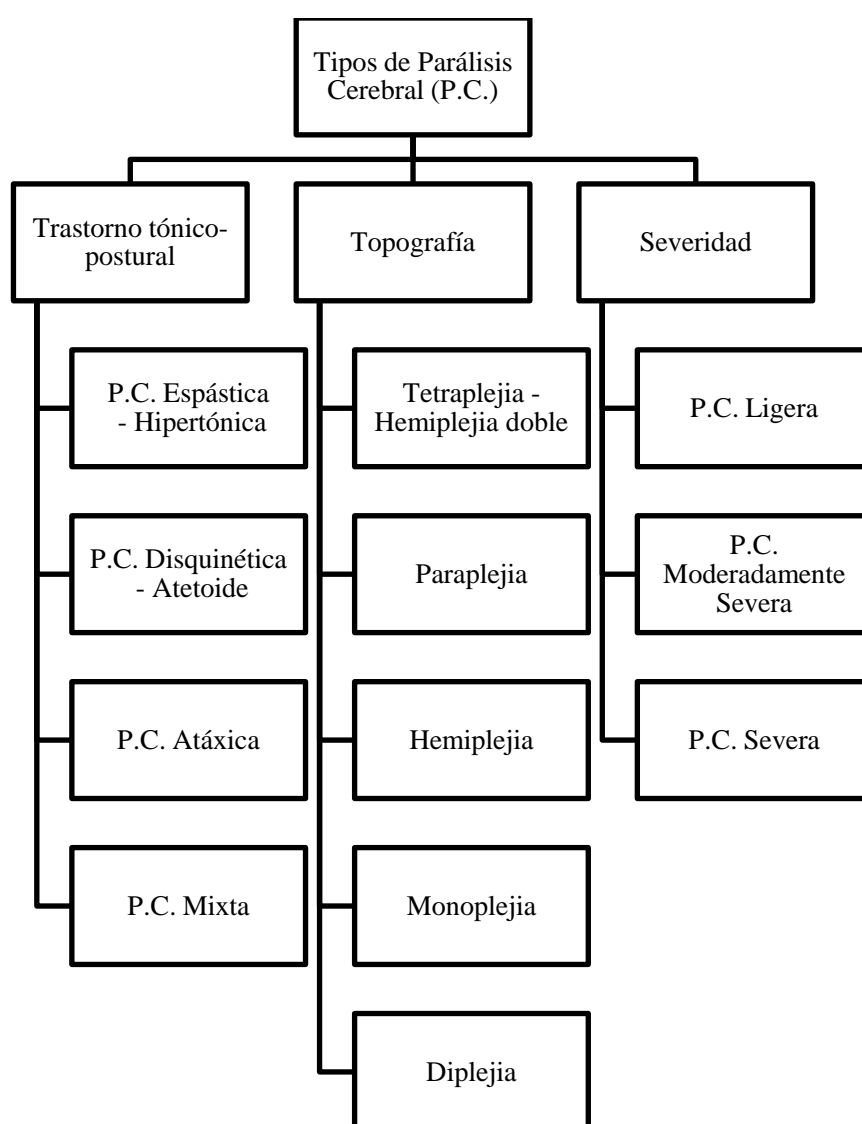 Tipos de Parálisis
Cerebral (P.C.)
Trastorno tónico-
postural
P.C. Espástica
- Hipertónica
P.C. Disquinética
- Atetoide
P.C. Atáxica
P.C. Mixta
Topografía
Tetraplejia -
Hemiplejia doble
Paraplejia
Hemiplejia
Monoplejia
Diplejia
Severidad
P.C. Ligera
P.C.
Moderadamente
Severa
P.C. Severa